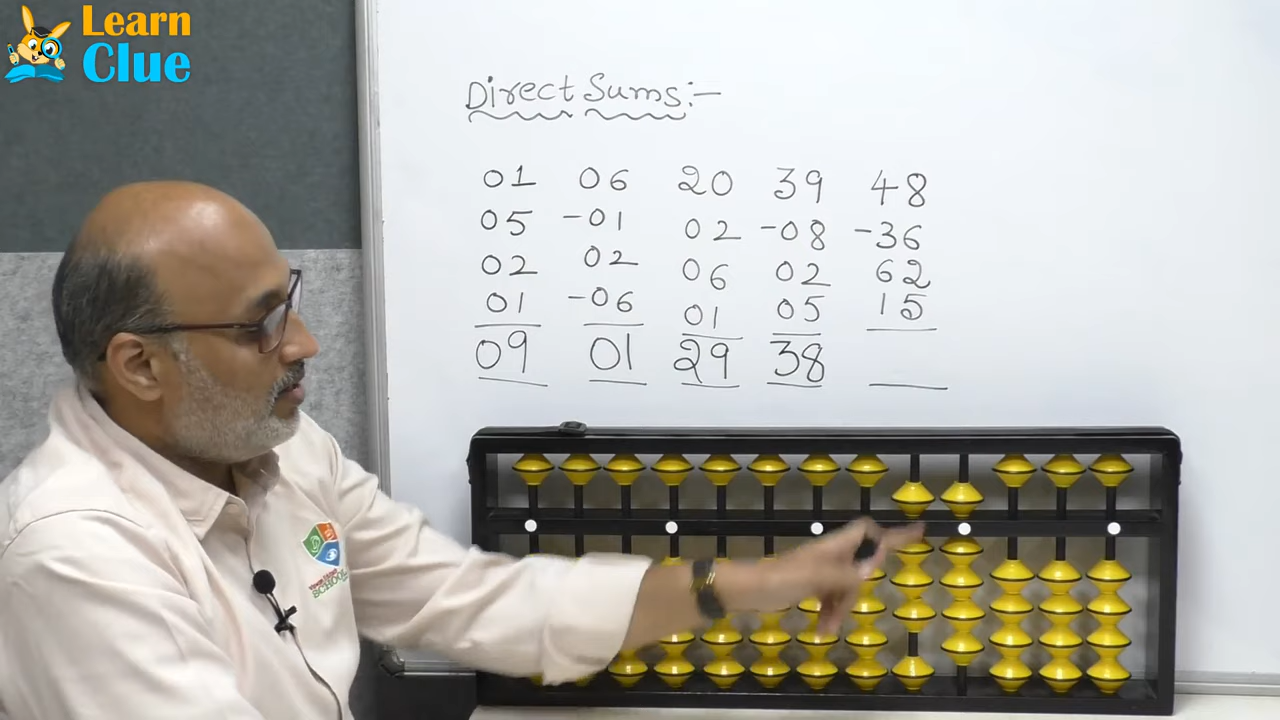 Learn
Clue
Direct Sums:-
01 06 20 39 48
05 -01 02 -08 -36
02 02 06 02 62
01 -06 01 05 15
09 01 29 38
SCHOOL